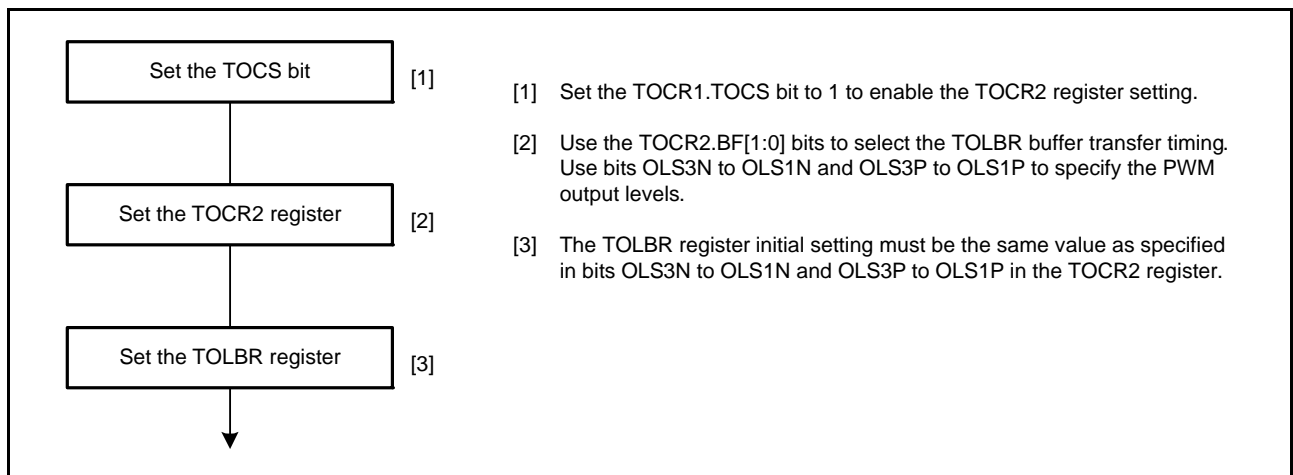 Set the TOCS bit
[1]
Set the TOCR2 register
[2]
Set the TOLBR register
[3]
[1] Set the TOCR1.TOCS bit to 1 to enable the TOCR2 register setting.
[2] Use the TOCR2.BF[1:0] bits to select the TOLBR buffer transfer timing.
Use bits OLS3N to OLS1N and OLS3P to OLS1P to specify the PWM
output levels.
[3] The TOLBR register initial setting must be the same value as specified
in bits OLS3N to OLS1N and OLS3P to OLS1P in the TOCR2 register.